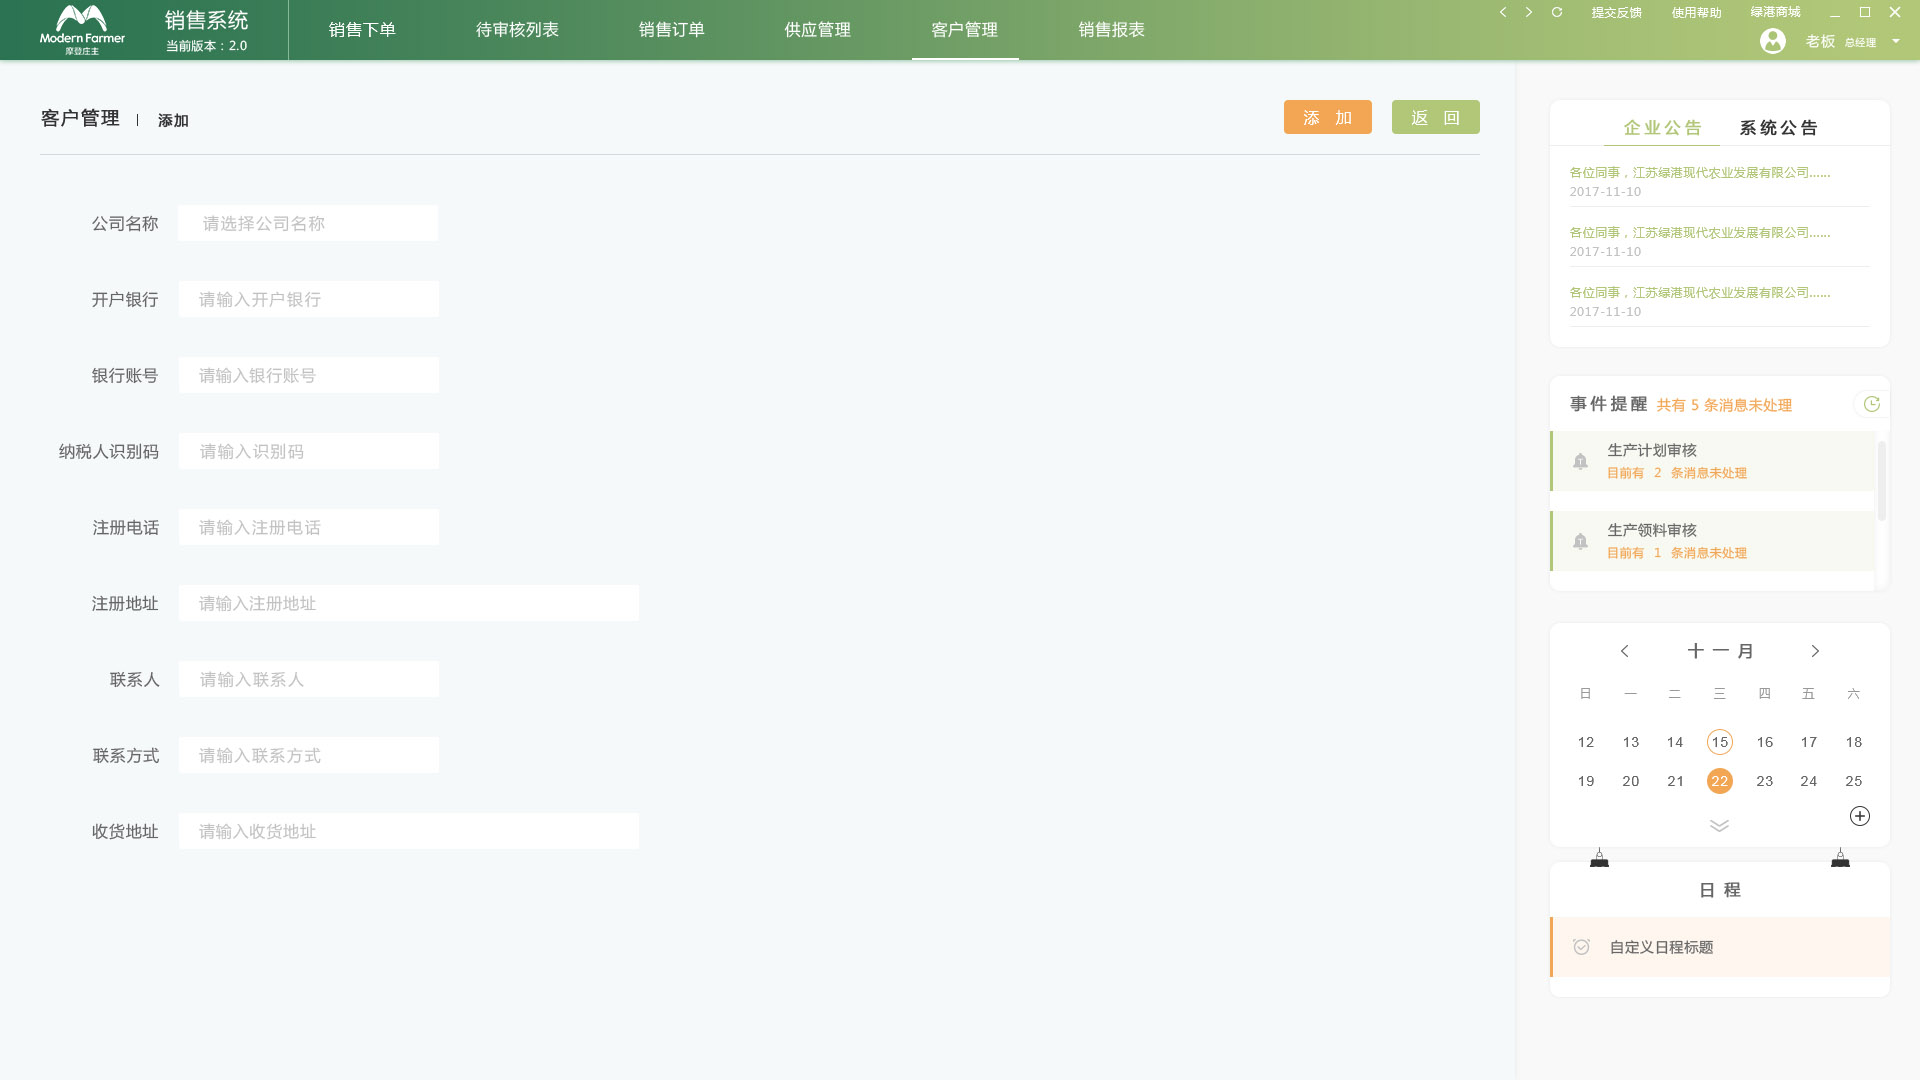 Modern Farmer
摩登庄主
销售系统
当前版本：2.0
销售下单
待审核列表
销售订单
供应管理
客户管理
销售报表
提交反馈
使用帮助
绿港商城
老板 总经理
客户管理 | 添加
添 加
返 回
公司名称 请选择公司名称
开户银行 请输入开户银行
银行账号 请输入银行账号
纳税人识别码 请输入识别码
注册电话 请输入注册电话
注册地址 请输入注册地址
联系人 请输入联系人
联系方式 请输入联系方式
收货地址 请输入收货地址
企业公告 系统公告
各位同事，江苏绿港现代农业发展有限公司......
2017-11-10
各位同事，江苏绿港现代农业发展有限公司......
2017-11-10
各位同事，江苏绿港现代农业发展有限公司......
2017-11-10
事件提醒 共有 5 条消息未处理
生产计划审核
目前有 2 条消息未处理
生产领料审核
目前有 1 条消息未处理
十一月
日 一 二 三 四 五 六
12 13 14 15 16 17 18
19 20 21 22 23 24 25
日 程
自定义日程标题